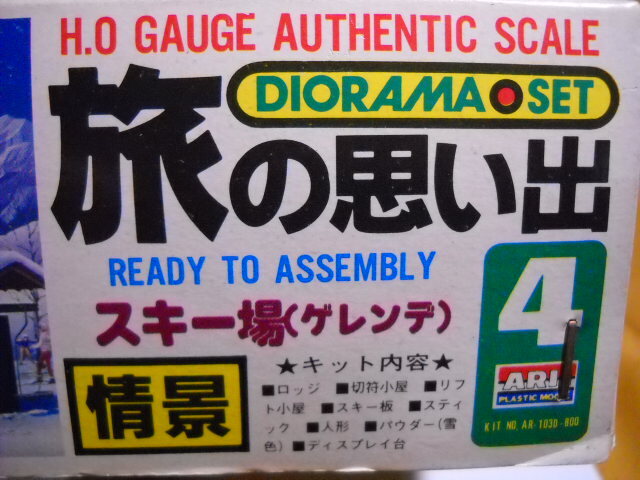 H.O GAUGE AUTHENTIC SCALE
DIORAMA SET
旅の思い出
READY TO ASSEMBLY
スキー場(ゲレンデ)
4
情景
★キット内容★
■ロッジ ■切符小屋 ■リフ
ト小屋 ■スキー板 ■スティ
ック ■人形 ■パウダー(雪
色) ■ディスプレイ台
PLASTIC
KIT NO. AR-1030-800